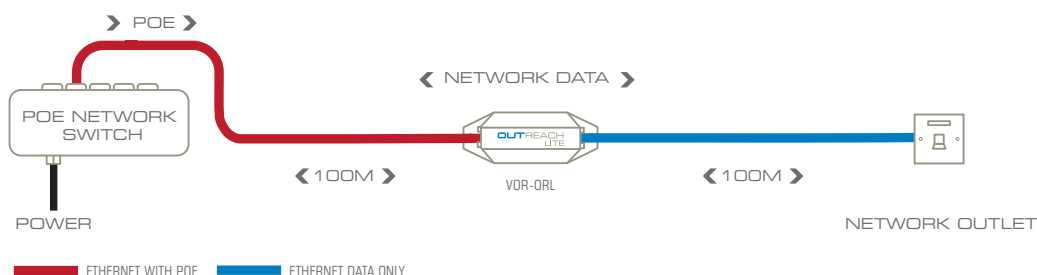 POE
NETWORK DATA
POE NETWORK
SWITCH
OUTREACH
LITE
100M
VOR-ORL
100M
POWER
NETWORK OUTLET
ETHERNET WITH POE
ETHERNET DATA ONLY